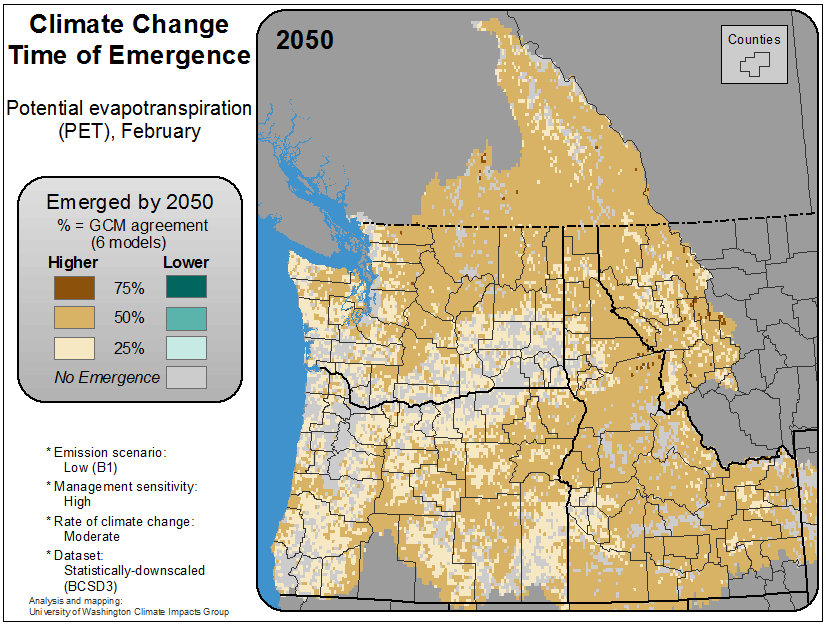 Climate Change
Time of Emergence
Potential evapotranspiration
(PET), February
Emerged by 2050
% = GCM agreement
(6 models)
Higher Lower
75%
50%
25%
No Emergence
* Emission scenario:
Low (B1)
* Management sensitivity:
High
* Rate of climate change:
Moderate
* Dataset:
Statistically-downscaled
(BCSD3)
Analysis and mapping:
University of Washington Climate Impacts Group
2050
Counties